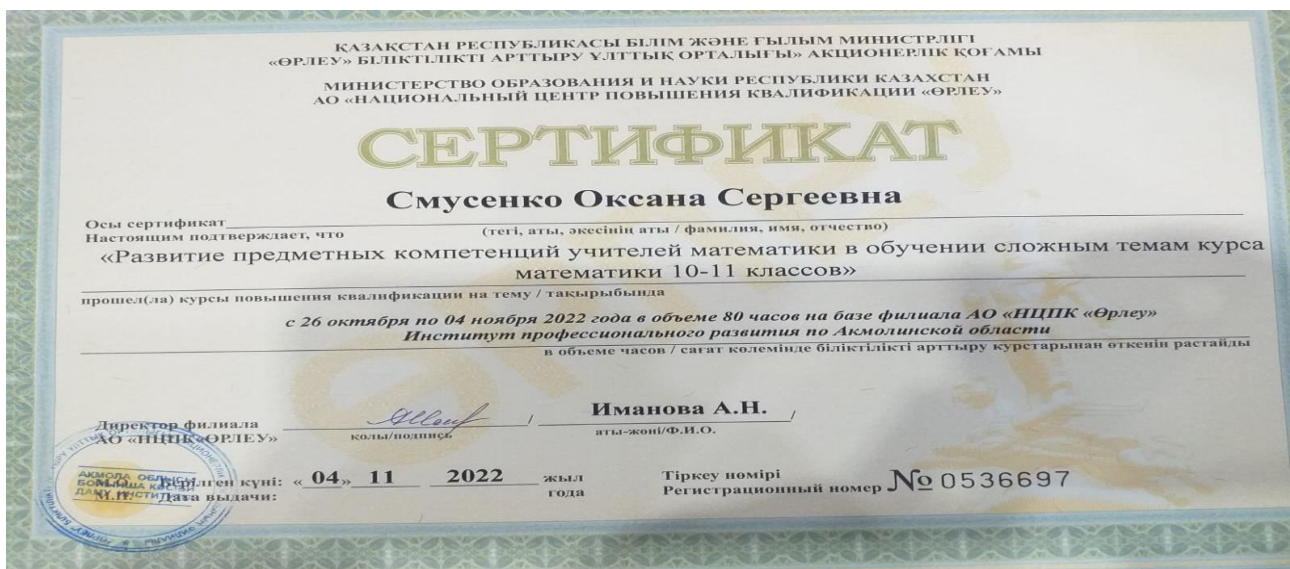 ҚАЗАҚСТАН РЕСПУБЛИКАСЫ БІЛІМ ЖӘНЕ ҒЫЛЫМ МИНИСТРЛІГІ
«ӨРЛЕУ» БІЛІКТІЛІКТІ АРТТЫРУ ҰЛТТЫҚ ОРТАЛЫҒЫ» АКЦИОНЕРЛІК ҚОҒАМЫ
МИНИСТЕРСТВО ОБРАЗОВАНИЯ И НАУКИ РЕСПУБЛИКИ КАЗАХСТАН
АО «НАЦИОНАЛЬНЫЙ ЦЕНТР ПОВЫШЕНИЯ КВАЛИФИКАЦИИ «ӨРЛЕУ»
СЕРТИФИКАТ
Смусенко Оксана Сергеевна
Осы сертификат
Настоящим подтверждает, что (тегі, аты, әкесінің аты / фамилия, имя, отчество)
«Развитие предметных компетенций учителей математики в обучении сложным темам курса
математики 10-11 классов»
прошел(ла) курсы повышения квалификации на тему / тақырыбында
с 26 октября по 04 ноября 2022 года в объеме 80 часов на базе филиала АО «НЦПК «Өрлеу»
Институт профессионального развития по Акмолинской области
в объеме часов / сағат көлемінде біліктілікті арттыру курстарынан өткенін растайды
Директор филиала / Иманова А.Н. /
АО «НЦПК«ӨРЛЕУ» қолы/подпись аты-жөні/Ф.И.О.
АҚМОЛА ОБЛЫСЫ
БОЙЫНША КӘСІБИ
ДАМУ ИНСТИТУТЫ
М.О. Берілген күні: « 04» 11 2022 жыл Тіркеу нөмірі
М.П. Дата выдачи: года Регистрационный номер № 0536697